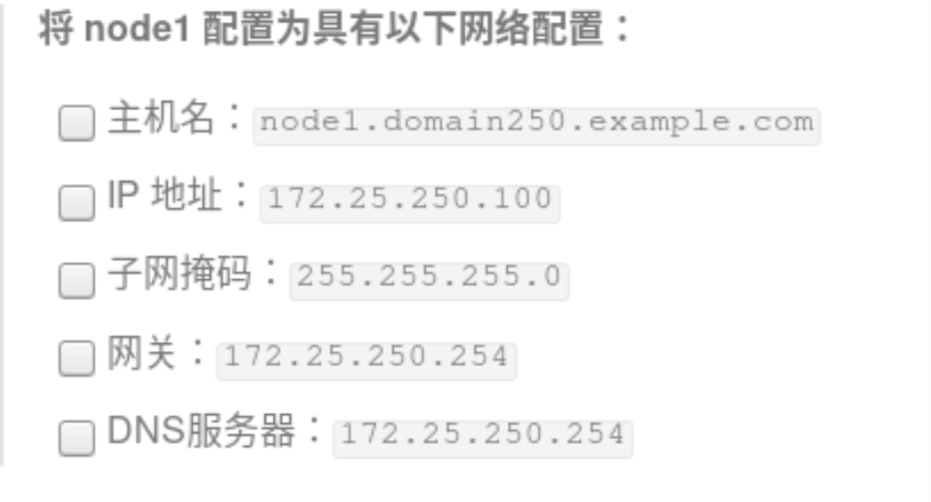 将 node1 配置为具有以下网络配置：
主机名：node1.domain250.example.com
IP 地址：172.25.250.100
子网掩码：255.255.255.0
网关：172.25.250.254
DNS服务器：172.25.250.254